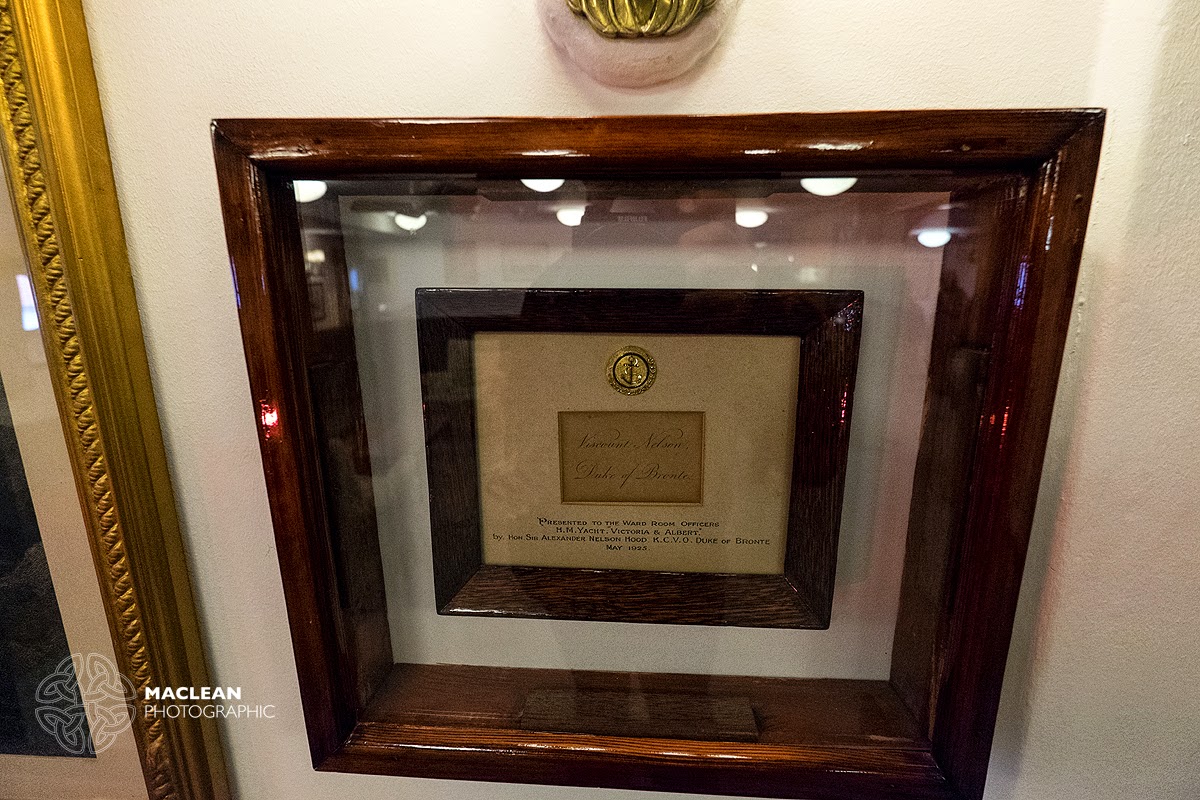 Viscount Nelson,
Duke of Bronte.
PRESENTED TO THE WARD ROOM OFFICERS
H.M. YACHT, VICTORIA & ALBERT,
by, HON SIR ALEXANDER NELSON-HOOD K.C.V.O. DUKE OF BRONTE
MAY 1923.
MACLEAN
PHOTOGRAPHIC